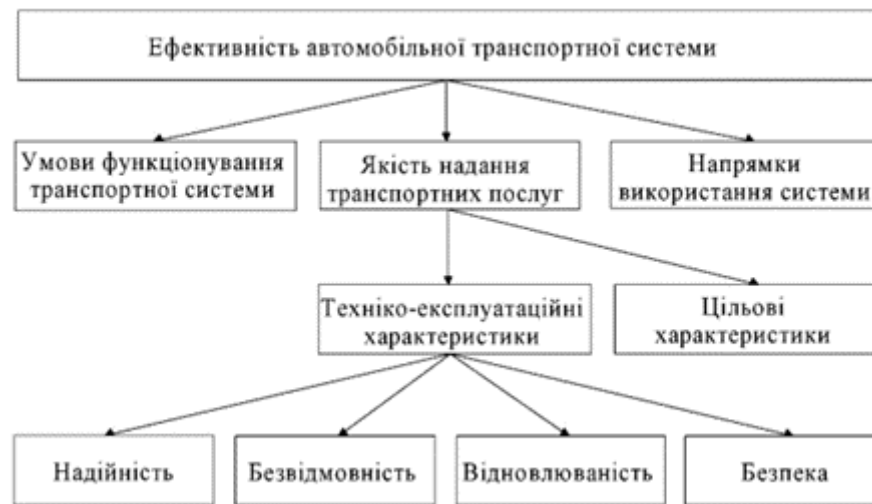 Ефективність автомобільної транспортної системи
Умови функціонування
транспортної системи
Якість надання
транспортних послуг
Напрямки
використання системи
Техніко-експлуатаційні
характеристики
Цільові
характеристики
Надійність
Безвідмовність
Відновлюваність
Безпека